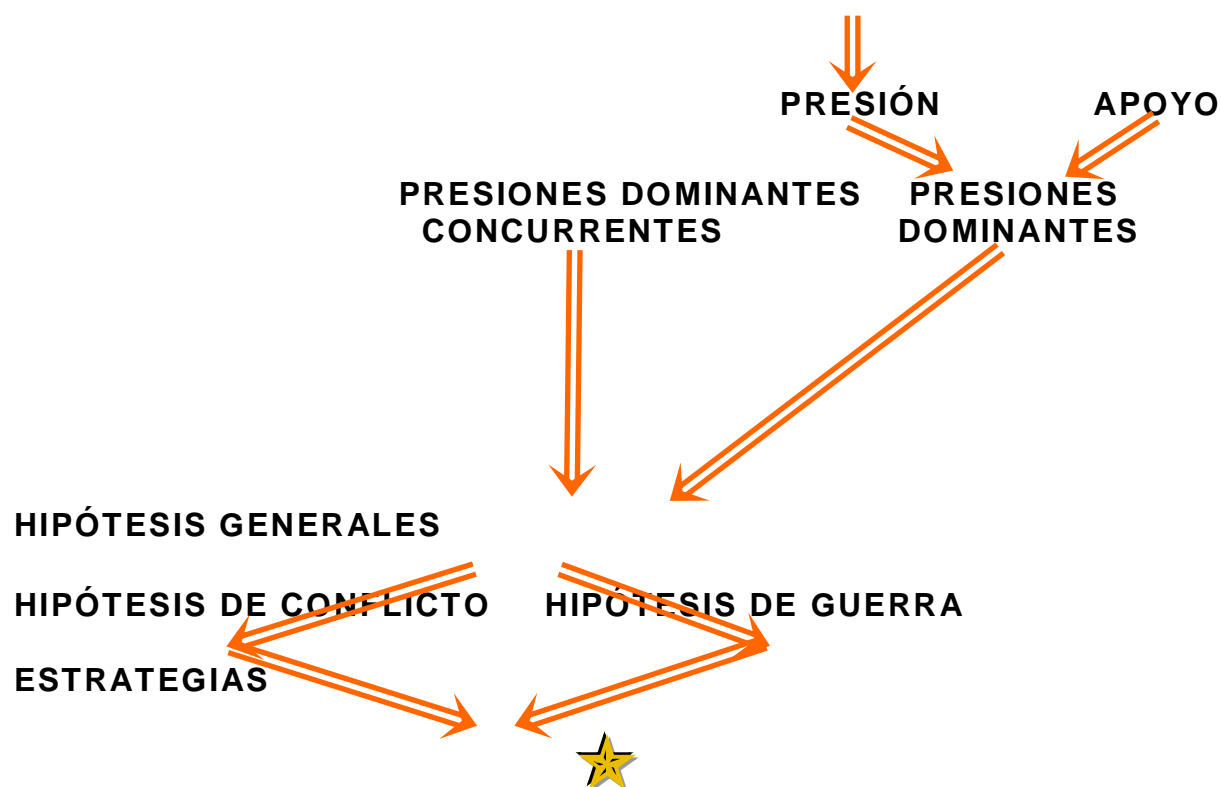 PRESIÓN APOYO
PRESIONES DOMINANTES PRESIONES
CONCURRENTES DOMINANTES
HIPÓTESIS GENERALES
HIPÓTESIS DE CONFLICTO HIPÓTESIS DE GUERRA
ESTRATEGIAS